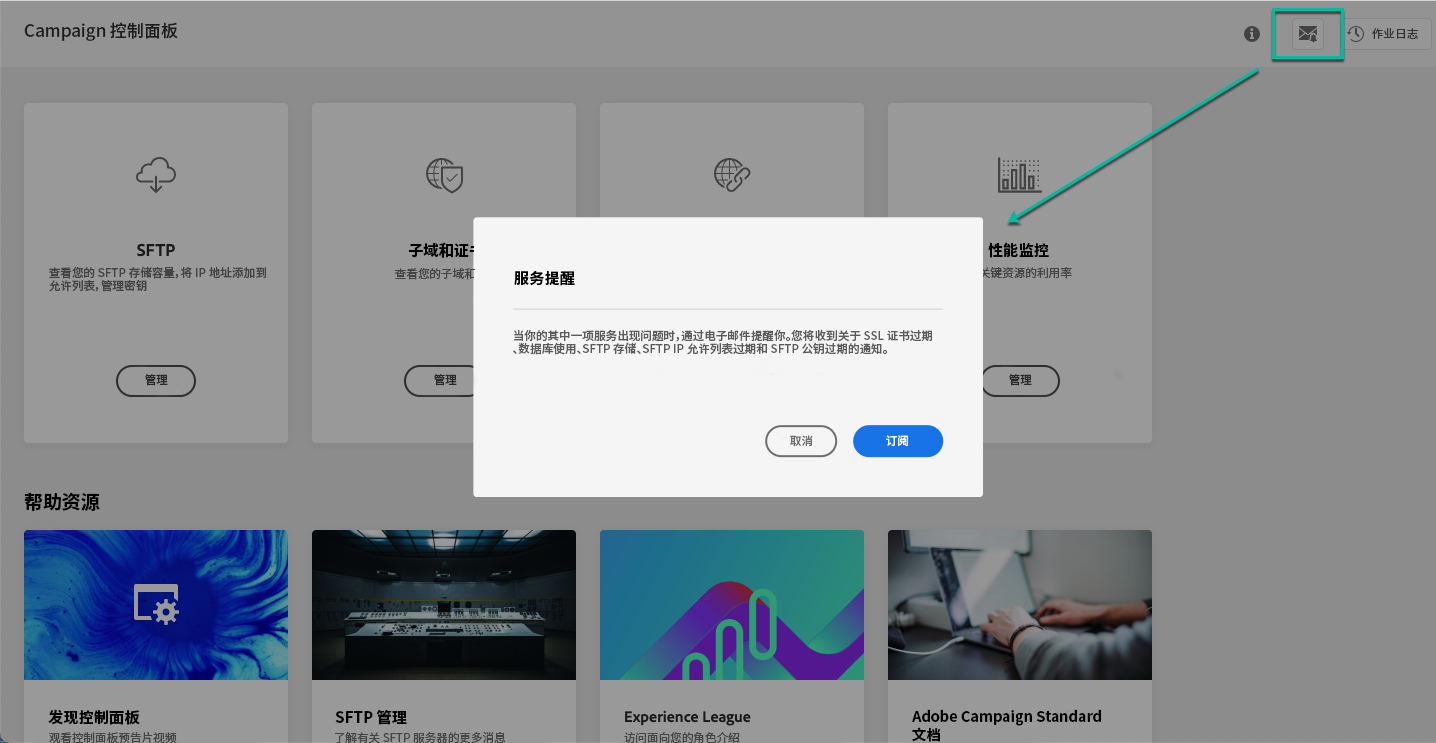 Campaign 控制面板
作业日志
SFTP
查看您的 SFTP 存储容量，将 IP 地址添加到
允许列表，管理密钥
管理
子域和证
查看您的子域和
管理
性能监控
关键资源的利用率
管理
服务提醒
当你的其中一项服务出现问题时，通过电子邮件提醒你。您将收到关于 SSL 证书过期
、数据库使用、SFTP 存储、SFTP IP 允许列表过期和 SFTP 公钥过期的通知。
取消
订阅
帮助资源
发现控制面板
观看控制面板预告片视频
SFTP 管理
了解有关 SFTP 服务器的更多消息
Experience League
访问面向您的角色介绍
Adobe Campaign Standard
文档